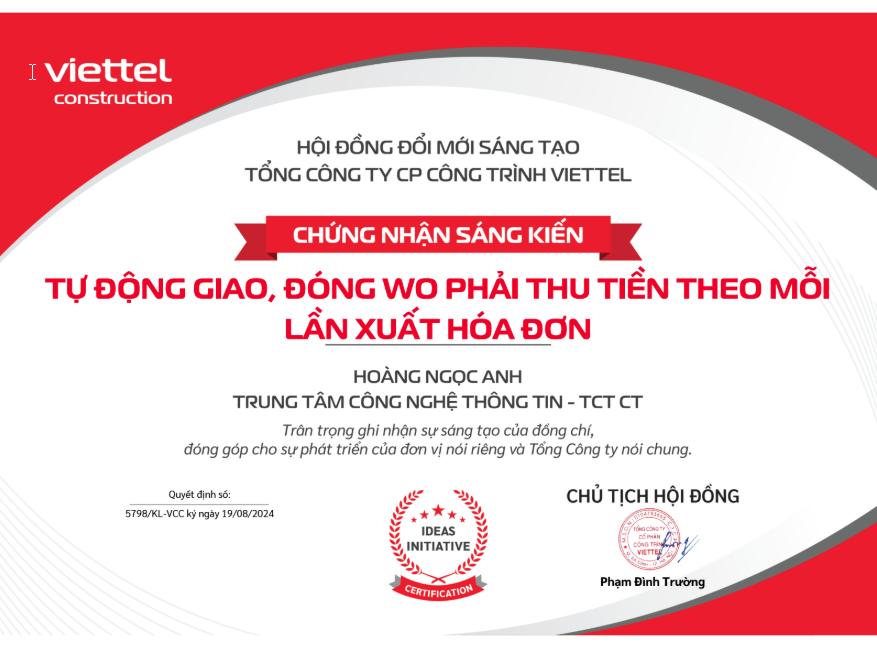 viettel
construction
HỘI ĐỒNG ĐỔI MỚI SÁNG TẠO
TỔNG CÔNG TY CP CÔNG TRÌNH VIETTEL
CHỨNG NHẬN SÁNG KIẾN
TỰ ĐỘNG GIAO, ĐÓNG WO PHẢI THU TIỀN THEO MỖI
LẦN XUẤT HÓA ĐƠN
HOÀNG NGỌC ANH
TRUNG TÂM CÔNG NGHỆ THÔNG TIN - TCT CT
Trân trọng ghi nhận sự sáng tạo của đồng chí,
đóng góp cho sự phát triển của đơn vị nói riêng và Tổng Công ty nói chung.
Quyết định số:
5798/KL-VCC ký ngày 19/08/2024
IDEAS
INITIATIVE
CERTIFICATION
CHỦ TỊCH HỘI ĐỒNG
TỔNG CÔNG TY
CỔ PHẦN
CÔNG TRÌNH
VIETTEL
Phạm Đình Trường